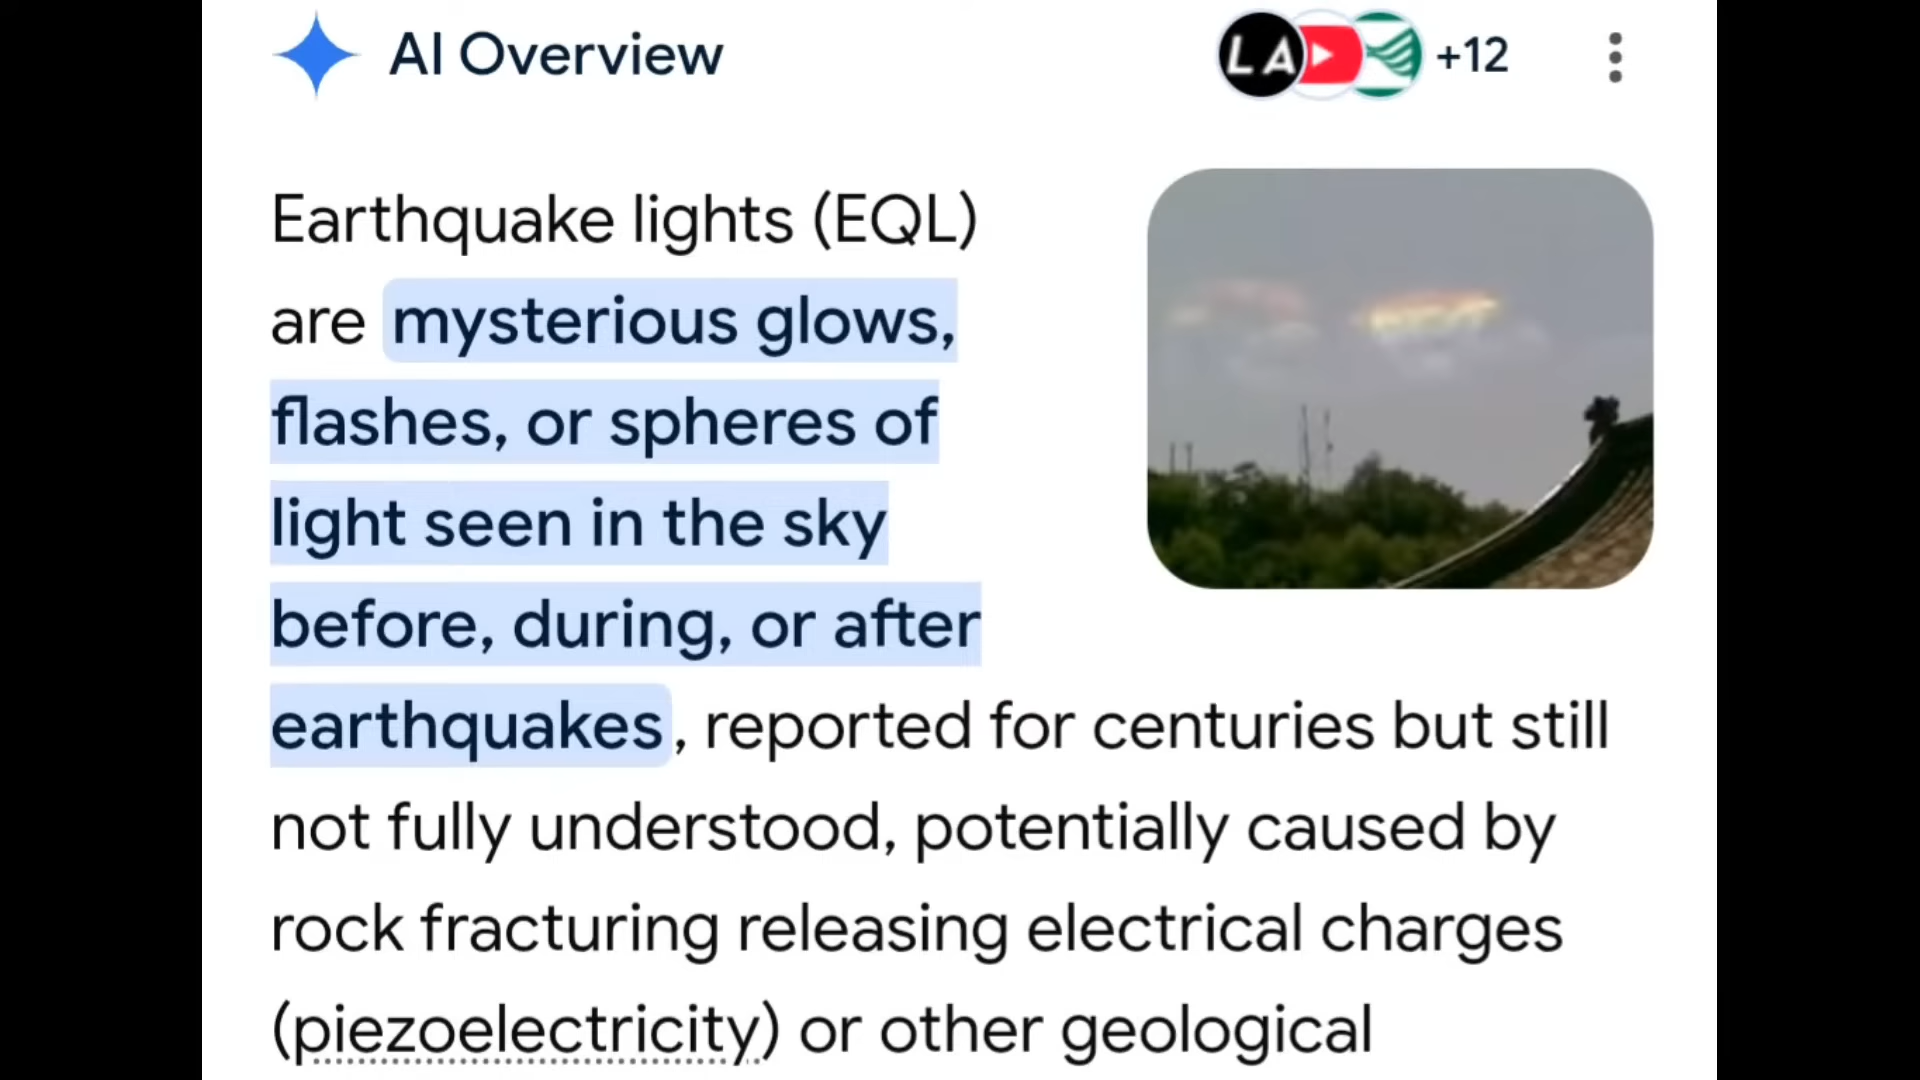 AI Overview
LA
+12
Earthquake lights (EQL)
are mysterious glows,
flashes, or spheres of
light seen in the sky
before, during, or after
earthquakes, reported for centuries but still
not fully understood, potentially caused by
rock fracturing releasing electrical charges
(piezoelectricity) or other geological